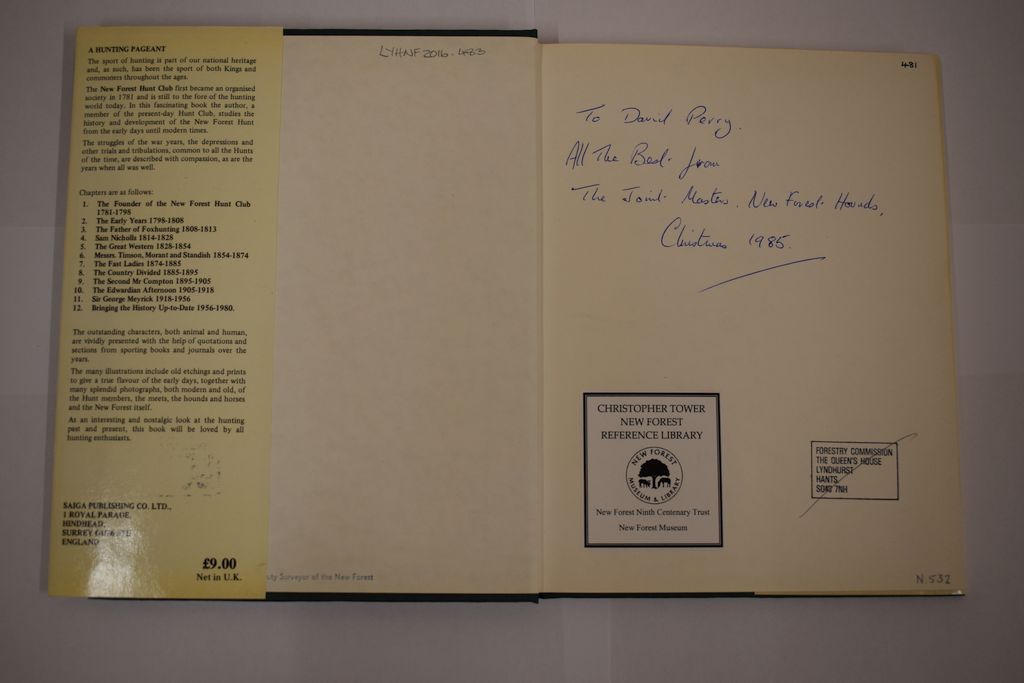 A HUNTING PAGEANT
The sport of hunting is part of our national heritage
and, as such, has been the sport of both Kings and
commoners throughout the ages.
The New Forest Hunt Club first became an organised
society in 1781 and is still to the fore of the hunting
world today. In this fascinating book the author, a
member of the present-day Hunt Club, studies the
history and development of the New Forest Hunt
from the early days until modern times.
The struggles of the war years, the depressions and
other trials and tribulations, common to all the Hunts
of the time, are described with compassion, as are the
years when all was well.
Chapters are as follows:
1. The Founder of the New Forest Hunt Club
1781-1798
2. The Early Years 1798-1808
3. The Father of Foxhunting 1808-1813
4. Sam Nicholls 1814-1828
5. The Great Western 1828-1854
6. Messrs. Timson, Morant and Standish 1854-1874
7. The Fast Ladies 1874-1885
8. The Country Divided 1885-1895
9. The Second Mr Compton 1895-1905
10. The Edwardian Afternoon 1905-1918
11. Sir George Meyrick 1918-1956
12. Bringing the History Up-to-Date 1956-1980.
The outstanding characters, both animal and human,
are vividly presented with the help of quotations and
sections from sporting books and journals over the
years.
The many illustrations include old etchings and prints
to give a true flavour of the early days, together with
many splendid photographs, both modern and old, of
the Hunt members, the meets, the hounds and horses
and the New Forest itself.
As an interesting and nostalgic look at the hunting
past and present, this book will be loved by all
hunting enthusiasts.
SAIGA PUBLISHING CO. LTD.,
1 ROYAL PARADE,
HINDHEAD,
SURREY
ENGLAND
£9.00
Net in U.K.
LYHNF 2016.483
uty Surveyor of the New Forest
481
To David Perry.
All The Best from
The Joint Masters. New Forest Hounds,
Christmas 1985.
CHRISTOPHER TOWER
NEW FOREST
REFERENCE LIBRARY
NEW FOREST
MUSEUM & LIBRARY
New Forest Ninth Centenary Trust
New Forest Museum
FORESTRY COMMISSION
THE QUEEN'S HOUSE
LYNDHURST
HANTS
SO43 7NH
N.532